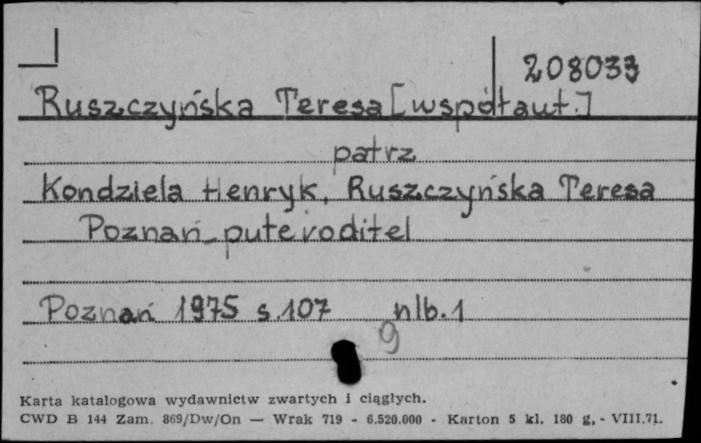 208033
Ruszczyńska Teresa [współaut.]
patrz
Kondziela Henryk, Ruszczyńska Teresa
Poznań putevoditel
Poznań 1975 s.107 nlb.1
9
Karta katalogowa wydawnictw zwartych i ciągłych.
CWD B 144 Zam. 869/Dw/On — Wrak 719 - 6.520.000 - Karton 5 kl. 180 g, - VIII.71.